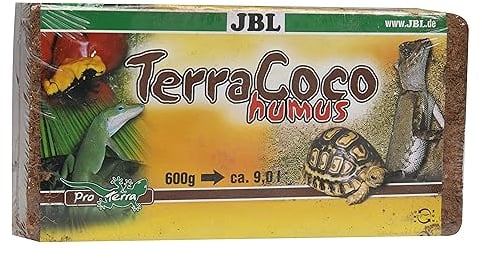 JBL
www.JBL.de
TerraCoco
humus
600g → ca. 9,0 l
Pro Terra